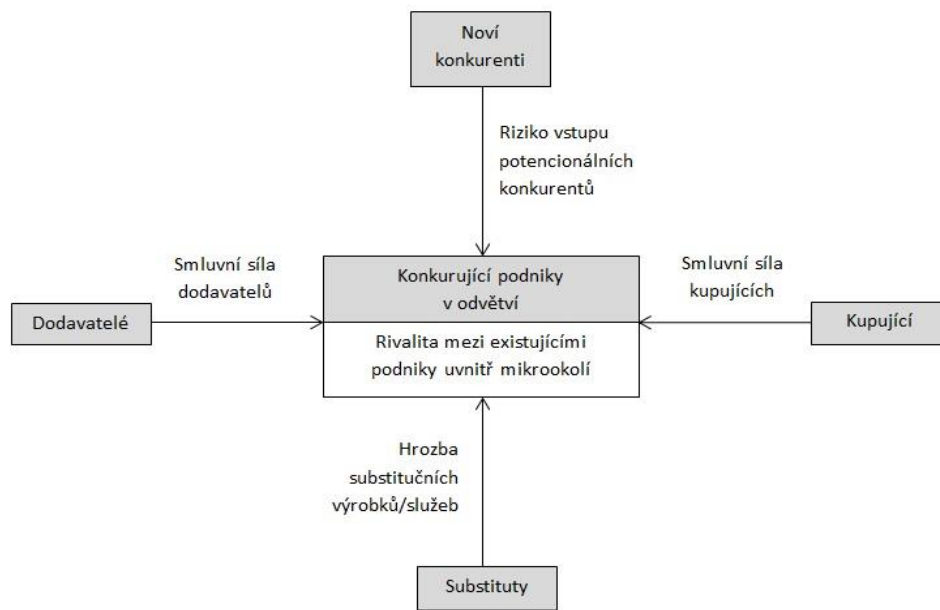 Noví
konkurenti
Riziko vstupu
potencionálních
konkurentů
Smluvní síla
dodavatelů
Konkurující podniky
v odvětví
Smluvní síla
kupujících
Dodavatelé
Rivalita mezi existujícími
podniky uvnitř mikrookolí
Kupující
Hrozba
substitučních
výrobků/služeb
Substituty